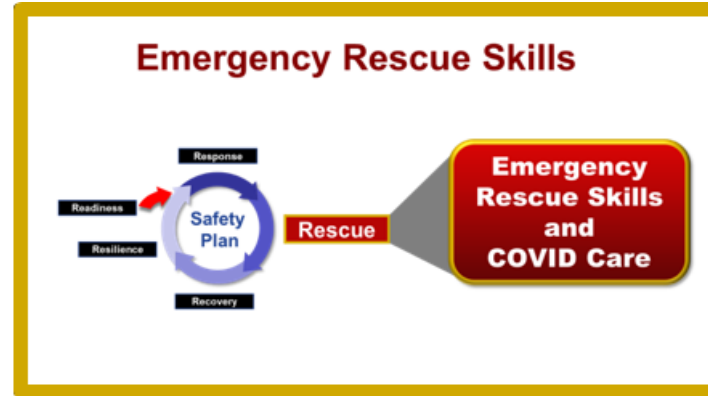 Emergency Rescue Skills
Response
Readiness
Safety
Plan
Resilience
Recovery
Rescue
Emergency
Rescue Skills
and
COVID Care